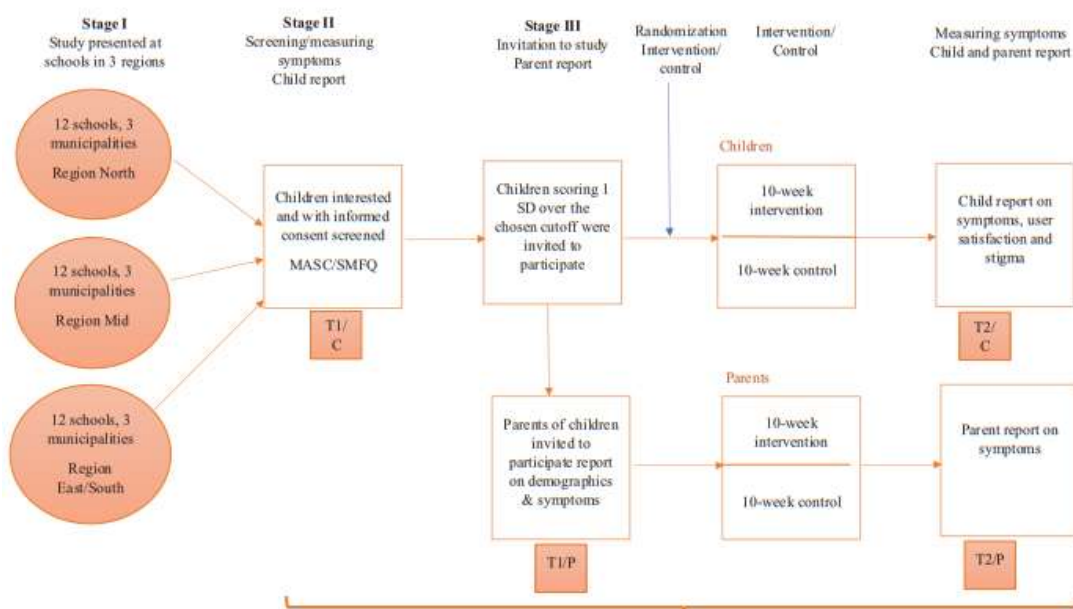 Stage I
Study presented at
schools in 3 regions
Stage II
Screening/measuring
symptoms
Child report
Stage III
Invitation to study
Parent report
Randomization
Intervention/
control
Intervention/
Control
Measuring symptoms
Child and parent report
12 schools, 3
municipalities
Region North
12 schools, 3
municipalities
Region Mid
12 schools, 3
municipalities
Region
East/South
Children interested
and with informed
consent screened
MASC/SMFQ
T1/
C
Children scoring 1
SD over the
chosen cutoff were
invited to
participate
Children
10-week
intervention
10-week control
Child report on
symptoms, user
satisfaction and
stigma
T2/
C
Parents of children
invited to
participate report
on demographics
& symptoms
T1/P
Parents
10-week
intervention
10-week control
Parent report on
symptoms
T2/P